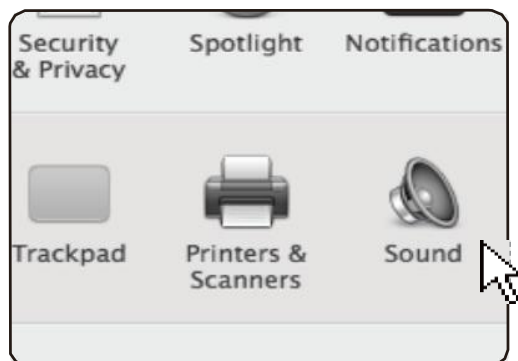 Security
& Privacy
Spotlight
Notifications
Trackpad
Printers &
Scanners
Sound